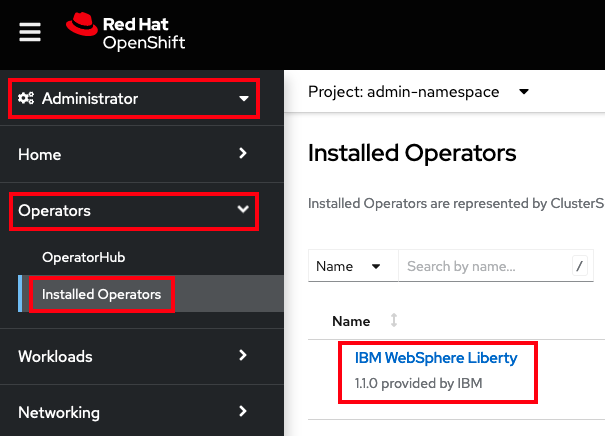 Red Hat
OpenShift
Administrator
Home
Operators
OperatorHub
Installed Operators
Workloads
Networking
Project: admin-namespace
Installed Operators
Installed Operators are represented by ClusterS
Name
Search by name...
/
Name
IBM WebSphere Liberty
1.1.0 provided by IBM